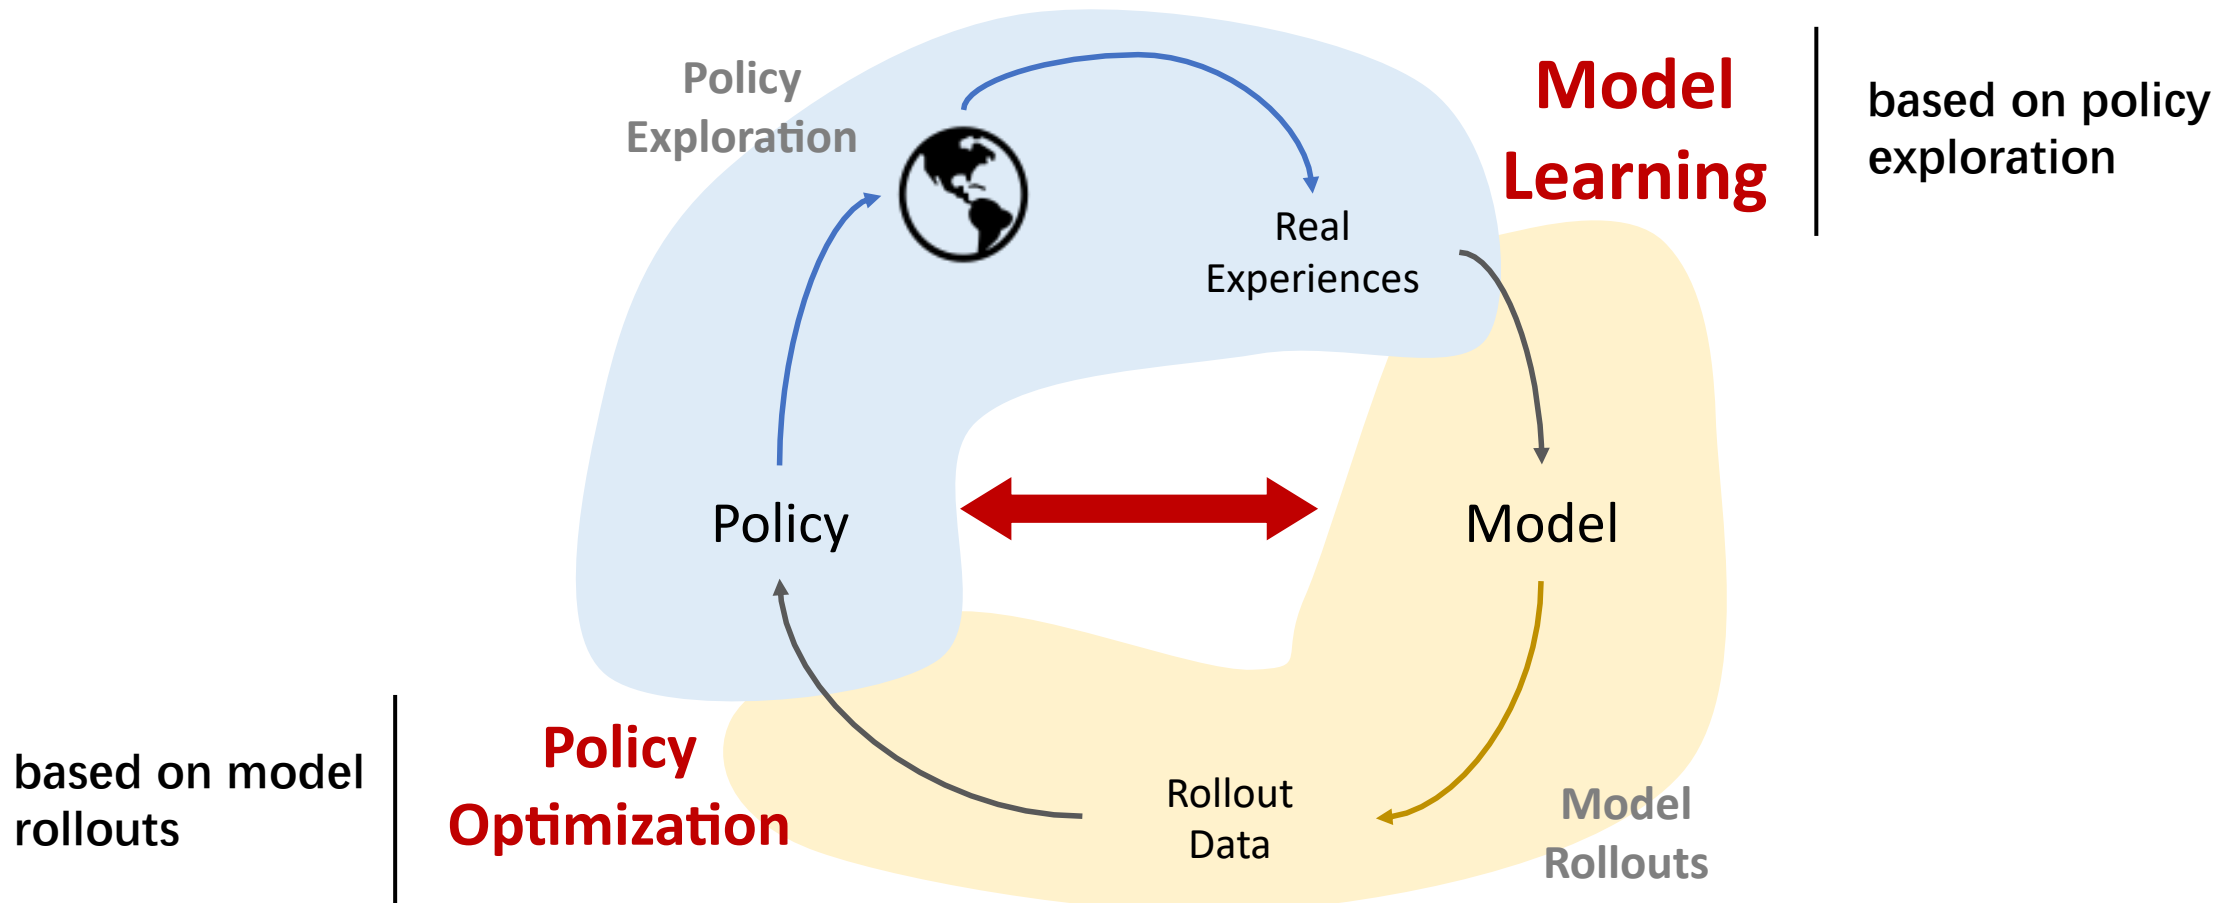 Policy
Exploration
Model
Learning
based on policy
exploration
Real
Experiences
Policy
Model
based on model
rollouts
Policy
Optimization
Rollout
Data
Model
Rollouts